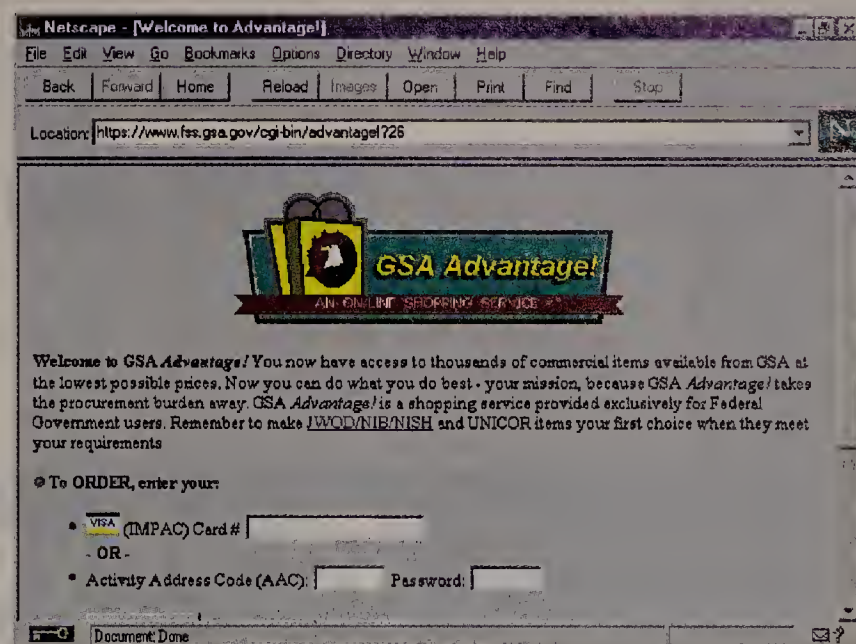 Netscape - [Welcome to Advantage!]
File Edit View Go Bookmarks Options Directory Window Help
Back Forward Home Reload Images Open Print Find Stop
Location: https://www.fss.gsa.gov/cgi-bin/advantage!?26
N
GSA Advantage!
AN ON-LINE SHOPPING SERVICE
Welcome to GSA Advantage! You now have access to thousands of commercial items available from GSA at
the lowest possible prices. Now you can do what you do best - your mission, because GSA Advantage! takes
the procurement burden away. GSA Advantage! is a shopping service provided exclusively for Federal
Government users. Remember to make JWOD/NIB/NISH and UNICOR items your first choice when they meet
your requirements
To ORDER, enter your:
VISA (IMPAC) Card #
- OR -
Activity Address Code (AAC): Password:
Document: Done